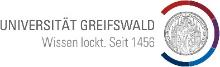 UNIVERSITÄT GREIFSWALD
Wissen lockt. Seit 1456